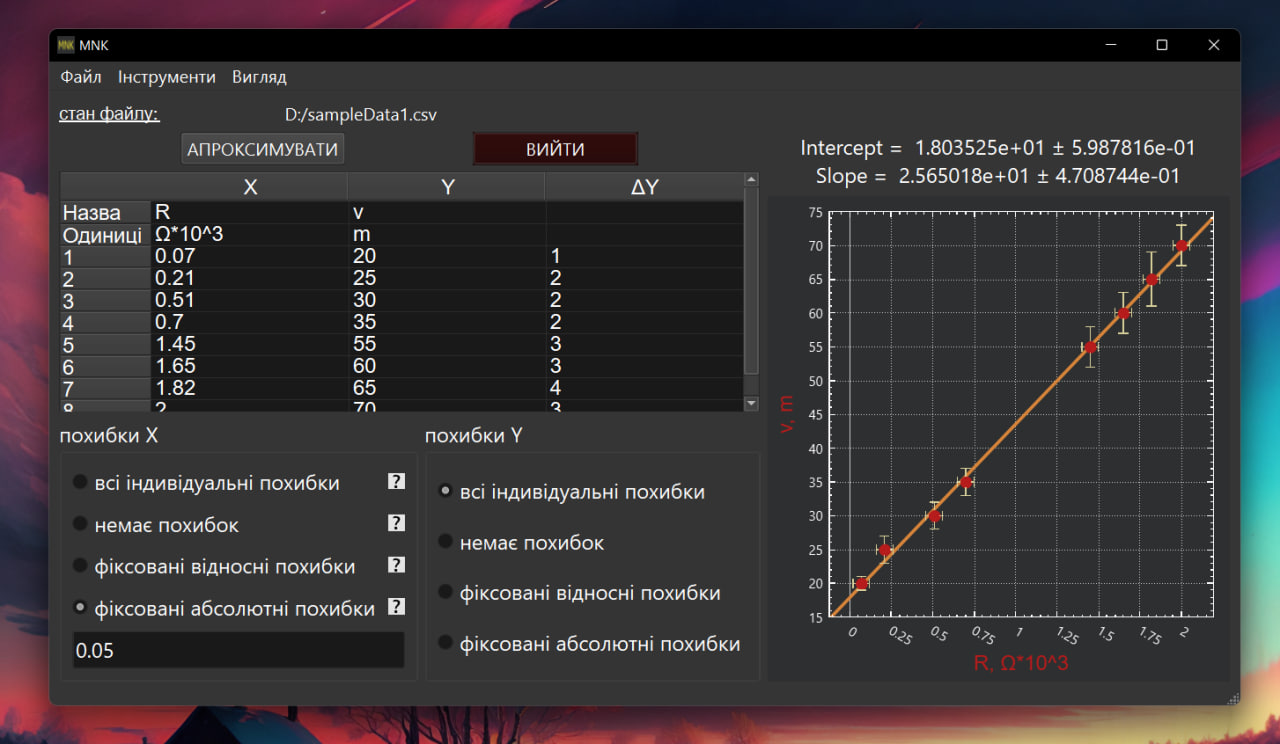 MNK MNK
Файл Інструменти Вигляд
стан файлу: D:/sampleData1.csv
АПРОКСИМУВАТИ ВИЙТИ
Intercept = 1.803525e+01 ± 5.987816e-01
Slope = 2.565018e+01 ± 4.708744e-01
X Y ΔY
Назва R v
Одиниці Ω*10^3 m
1 0.07 20 1
2 0.21 25 2
3 0.51 30 2
4 0.7 35 2
5 1.45 55 3
6 1.65 60 3
7 1.82 65 4
8 2 70 3
похибки X
всі індивідуальні похибки ?
немає похибок ?
фіксовані відносні похибки ?
фіксовані абсолютні похибки ?
0.05
похибки Y
всі індивідуальні похибки
немає похибок
фіксовані відносні похибки
фіксовані абсолютні похибки
75
70
65
60
55
50
45
40
35
30
25
20
15
v, m
0 0.25 0.5 0.75 1 1.25 1.5 1.75 2
R, Ω*10^3